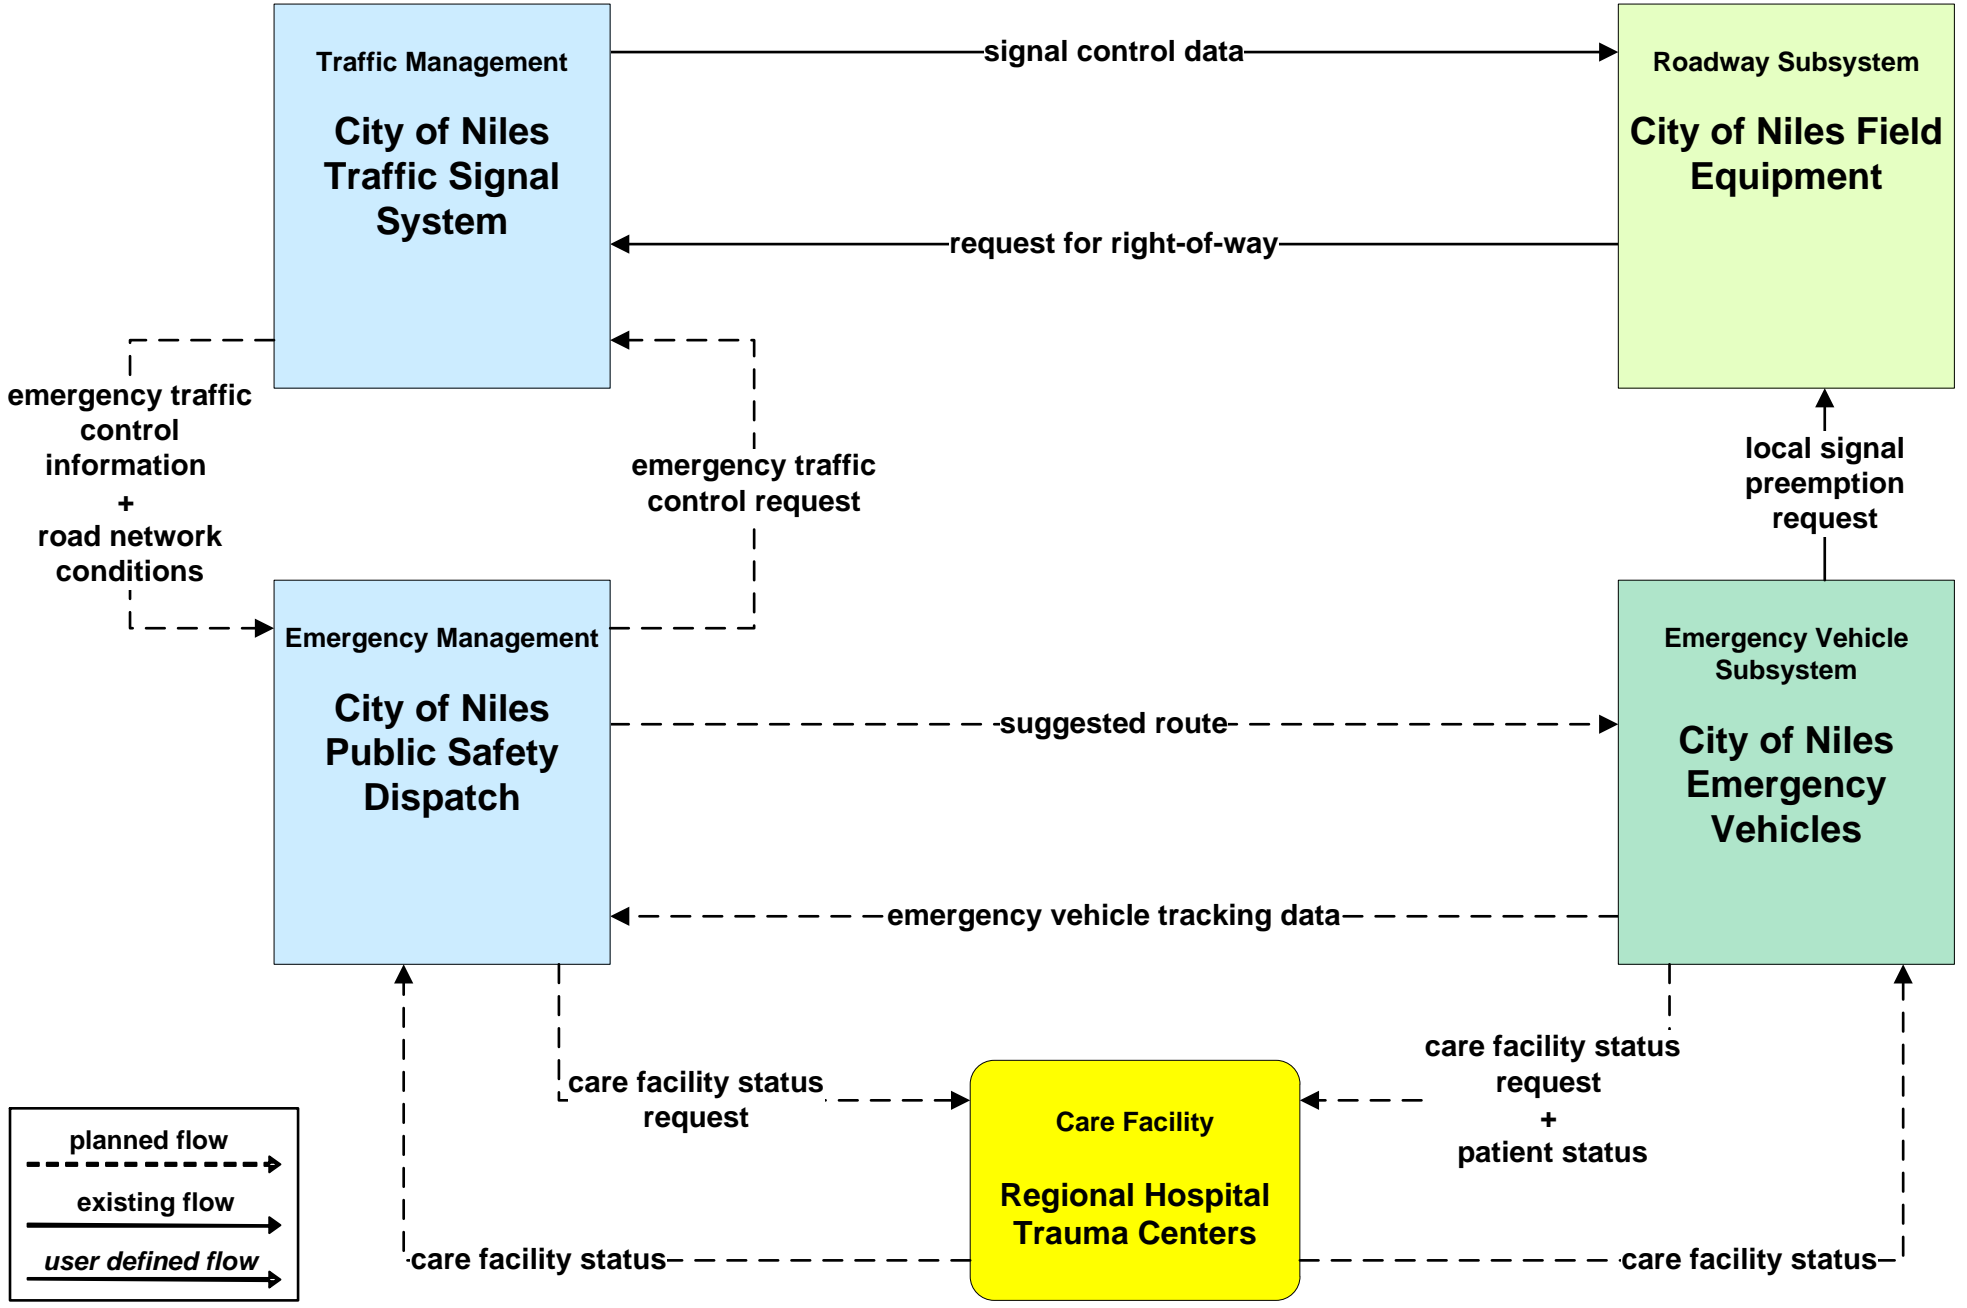 Traffic Management
City of Niles
Traffic Signal
System
signal control data
Roadway Subsystem
City of Niles Field
Equipment
request for right-of-way
emergency traffic
control
information
+
road network
conditions
emergency traffic
control request
local signal
preemption
request
Emergency Management
City of Niles
Public Safety
Dispatch
suggested route
Emergency Vehicle
Subsystem
City of Niles
Emergency
Vehicles
emergency vehicle tracking data
care facility status
request
care facility status
request
+
patient status
Care Facility
Regional Hospital
Trauma Centers
care facility status
care facility status
planned flow
existing flow
user defined flow